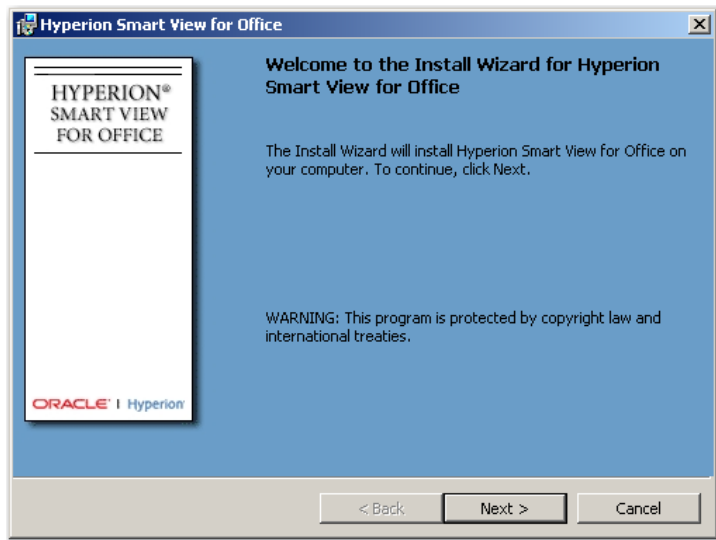 Hyperion Smart View for Office
HYPERION®
SMART VIEW
FOR OFFICE
ORACLE® | Hyperion®
Welcome to the Install Wizard for Hyperion
Smart View for Office
The Install Wizard will install Hyperion Smart View for Office on
your computer. To continue, click Next.
WARNING: This program is protected by copyright law and
international treaties.
< Back
Next >
Cancel